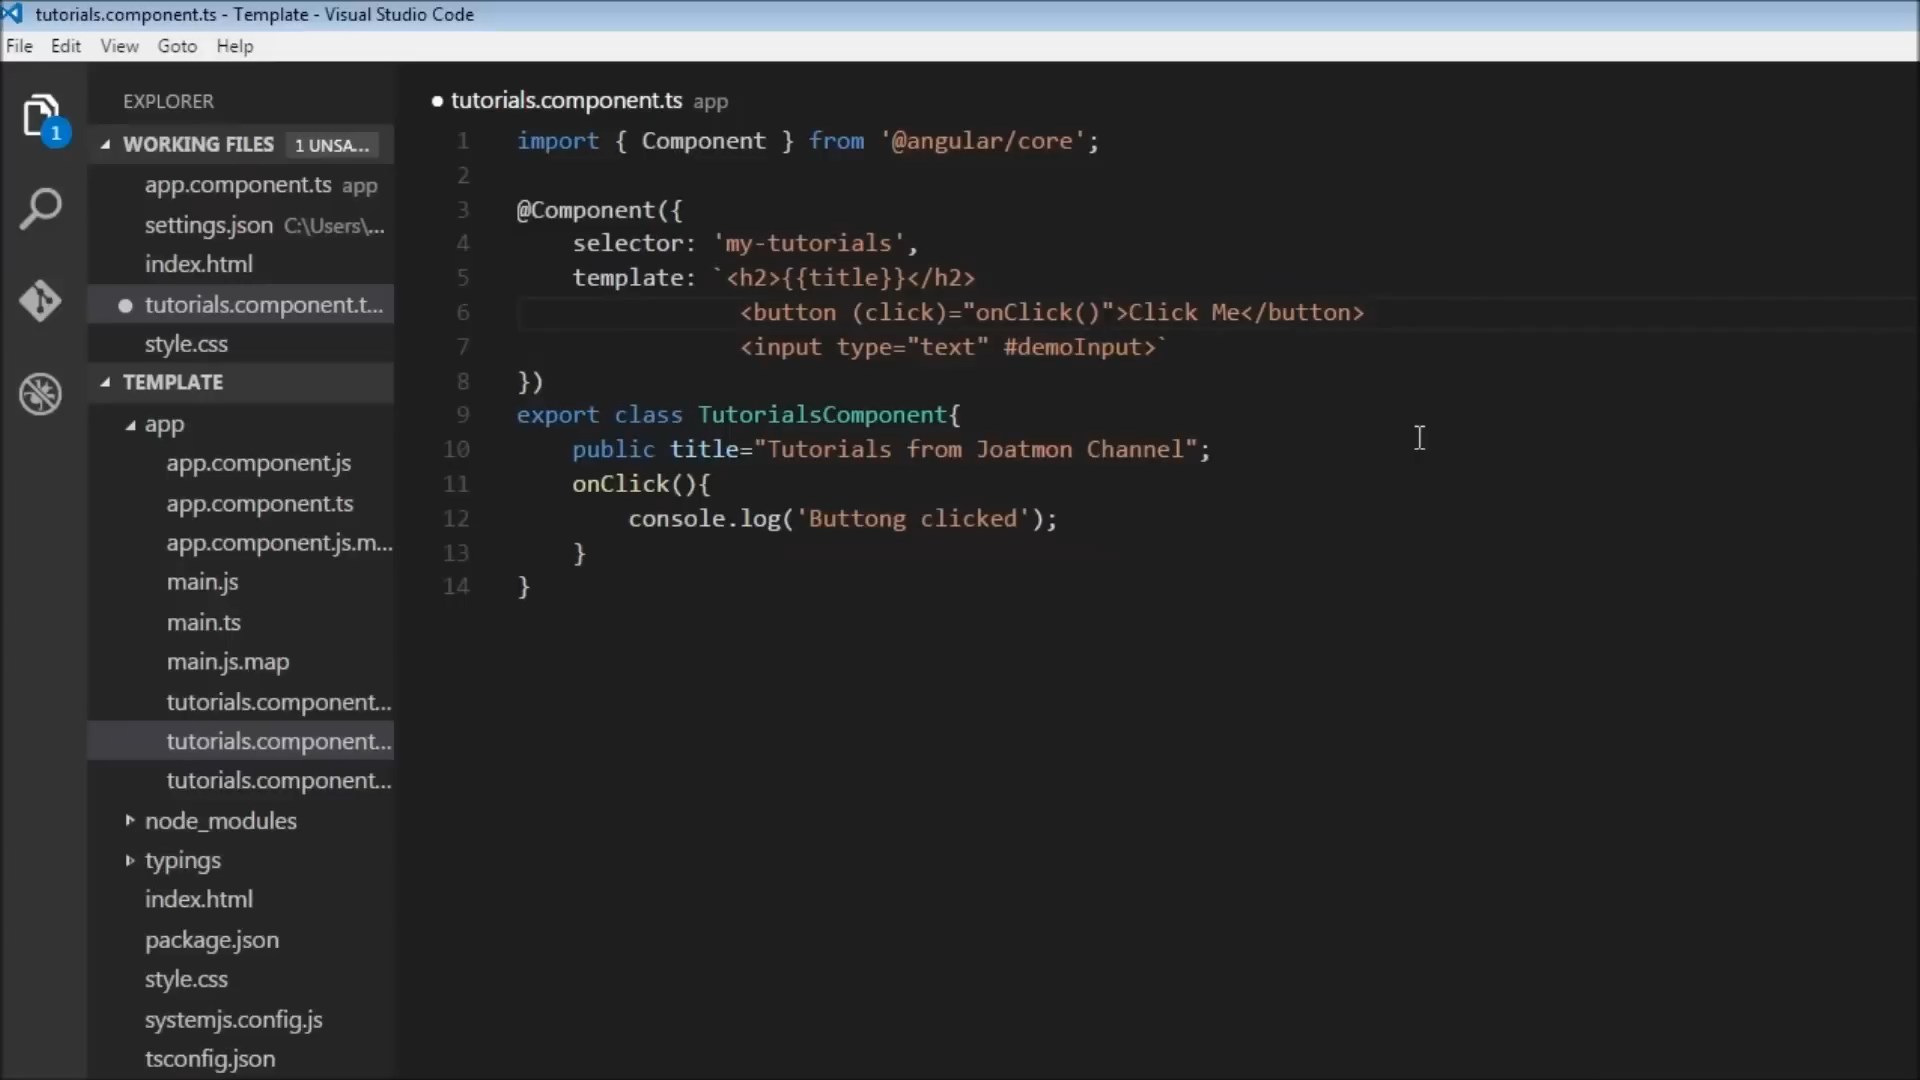 tutorials.component.ts - Template - Visual Studio Code
File Edit View Goto Help
1
EXPLORER
WORKING FILES 1 UNSA...
app.component.ts app
settings.json C:\Users\...
index.html
tutorials.component.t...
style.css
TEMPLATE
app
app.component.js
app.component.ts
app.component.js.m...
main.js
main.ts
main.js.map
tutorials.component...
tutorials.component...
tutorials.component...
node_modules
typings
index.html
package.json
style.css
systemjs.config.js
tsconfig.json
tutorials.component.ts app
1 import { Component } from '@angular/core';
2
3 @Component({
4 selector: 'my-tutorials',
5 template: `<h2>{{title}}</h2>
6 <button (click)="onClick()">Click Me</button>
7 <input type="text" #demoInput>`
8 })
9 export class TutorialsComponent{
10 public title="Tutorials from Joatmon Channel";
11 onClick(){
12 console.log('Buttong clicked');
13 }
14 }